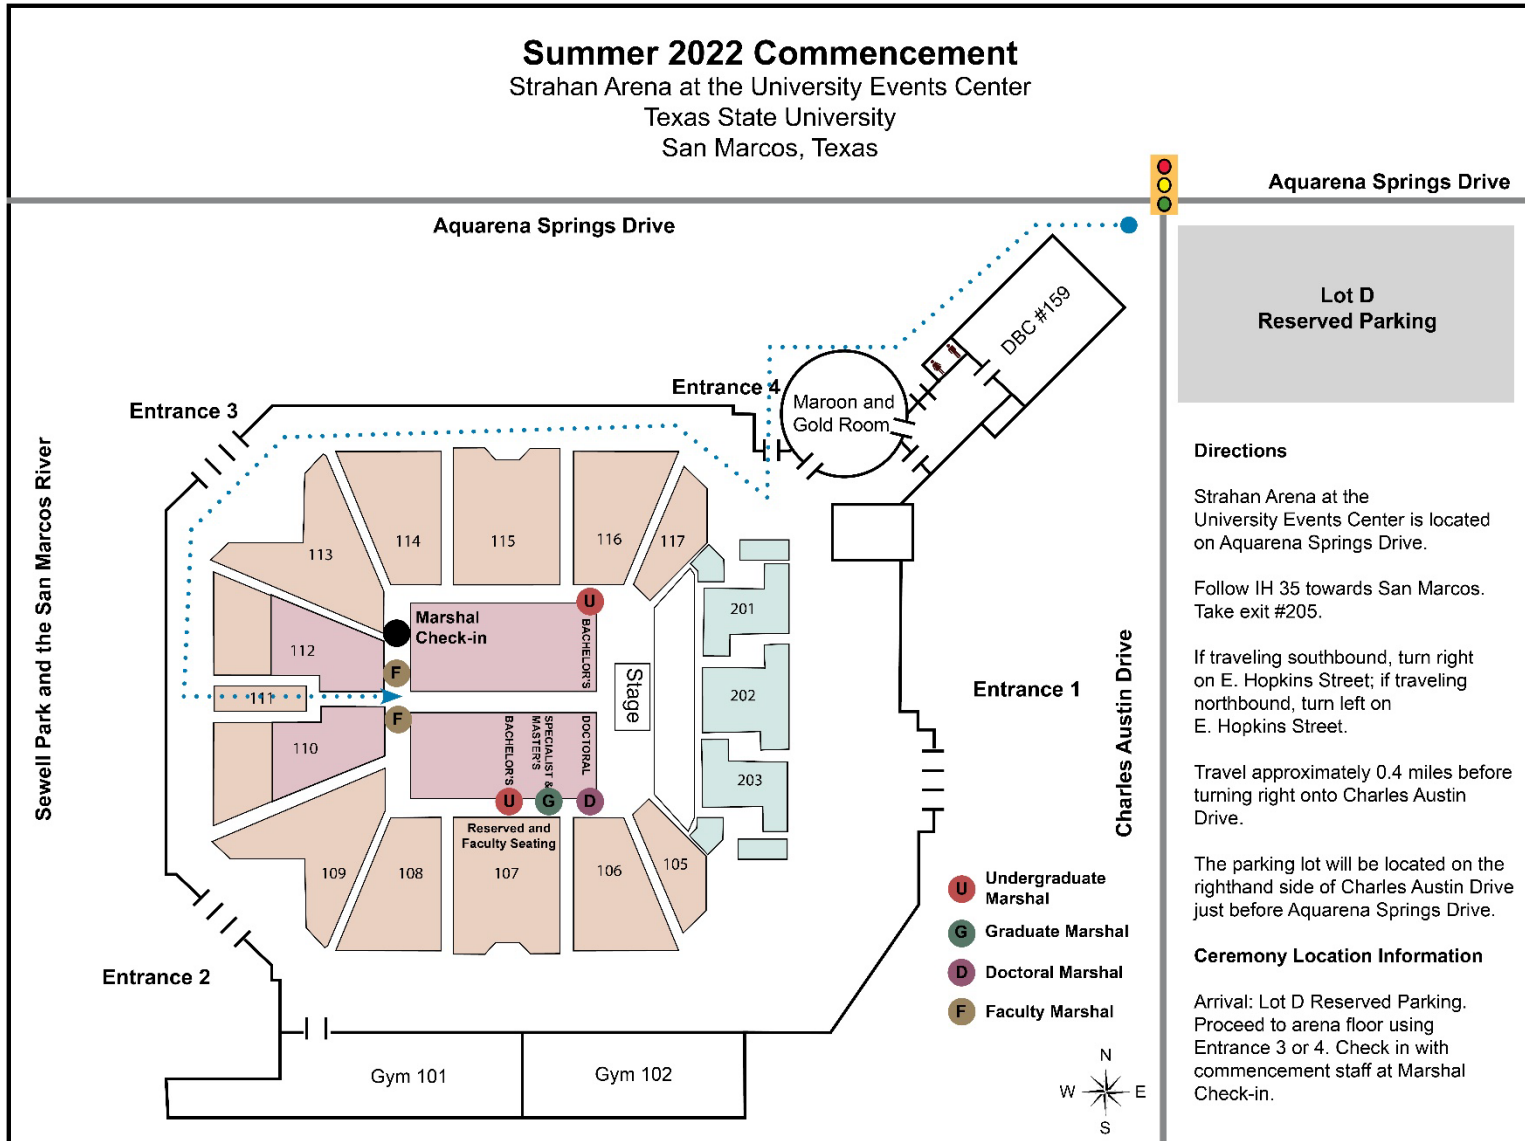 Summer 2022 Commencement
Strahan Arena at the University Events Center
Texas State University
San Marcos, Texas
Aquarena Springs Drive
Aquarena Springs Drive
Lot D
Reserved Parking
DBC #159
Entrance 4
Maroon and
Gold Room
Entrance 3
Sewell Park and the San Marcos River
113
114
115
116
117
112
111
110
109
108
Reserved and
Faculty Seating
107
106
105
201
202
203
Marshal
Check-in
U
BACHELOR'S
F
F
Stage
BACHELOR'S
SPECIALIST &
MASTER'S
DOCTORAL
U
G
D
Entrance 1
Charles Austin Drive
Entrance 2
Gym 101
Gym 102
U
Undergraduate
Marshal
G
Graduate Marshal
D
Doctoral Marshal
F
Faculty Marshal
N
W
E
S
Directions
Strahan Arena at the
University Events Center is located
on Aquarena Springs Drive.
Follow IH 35 towards San Marcos.
Take exit #205.
If traveling southbound, turn right
on E. Hopkins Street; if traveling
northbound, turn left on
E. Hopkins Street.
Travel approximately 0.4 miles before
turning right onto Charles Austin
Drive.
The parking lot will be located on the
righthand side of Charles Austin Drive
just before Aquarena Springs Drive.
Ceremony Location Information
Arrival: Lot D Reserved Parking.
Proceed to arena floor using
Entrance 3 or 4. Check in with
commencement staff at Marshal
Check-in.